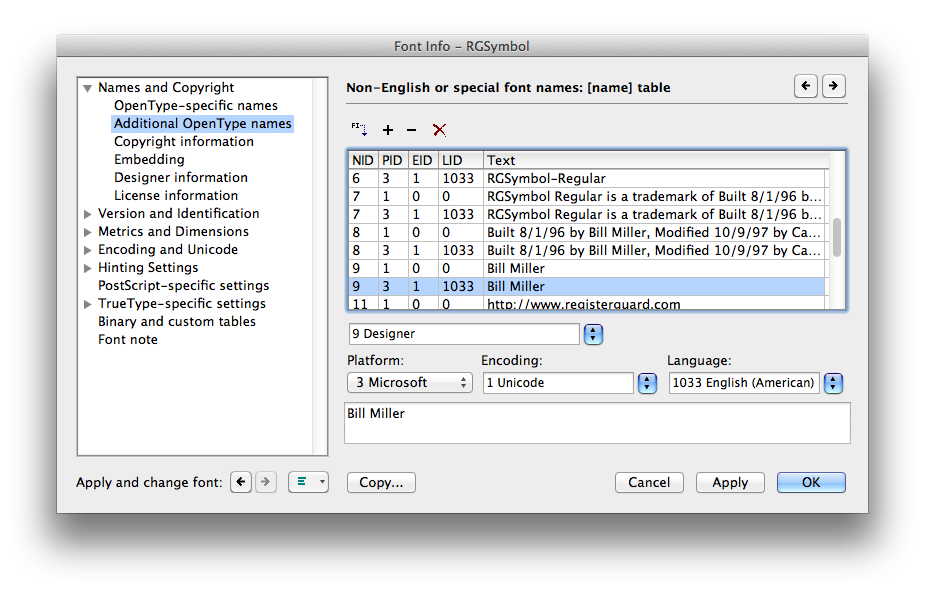 Font Info – RGSymbol
Names and Copyright
OpenType-specific names
Additional OpenType names
Copyright information
Embedding
Designer information
License information
Version and Identification
Metrics and Dimensions
Encoding and Unicode
Hinting Settings
PostScript-specific settings
TrueType-specific settings
Binary and custom tables
Font note
Non-English or special font names: [name] table
NID PID EID LID Text
6 3 1 1033 RGSymbol-Regular
7 1 0 0 RGSymbol Regular is a trademark of Built 8/1/96 b...
7 3 1 1033 RGSymbol Regular is a trademark of Built 8/1/96 b...
8 1 0 0 Built 8/1/96 by Bill Miller, Modified 10/9/97 by Ca...
8 3 1 1033 Built 8/1/96 by Bill Miller, Modified 10/9/97 by Ca...
9 1 0 0 Bill Miller
9 3 1 1033 Bill Miller
11 1 0 0 http://www.registerguard.com
9 Designer
Platform: Encoding: Language:
3 Microsoft 1 Unicode 1033 English (American)
Bill Miller
Apply and change font: Copy... Cancel Apply OK